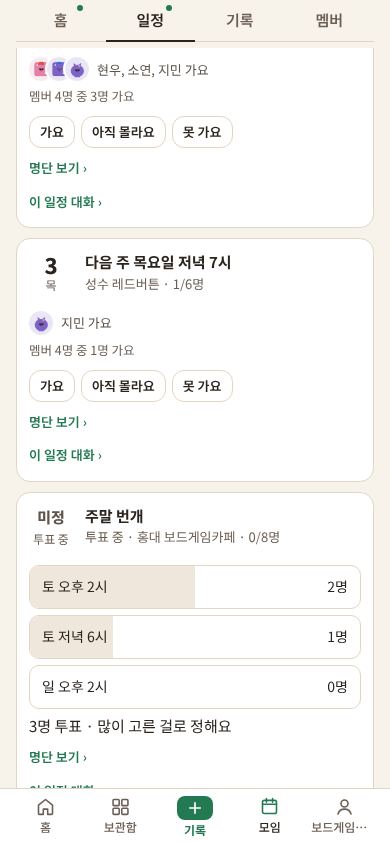 홈 일정 기록 멤버
현우, 소연, 지민 가요
멤버 4명 중 3명 가요
가요 아직 몰라요 못 가요
명단 보기 ›
이 일정 대화 ›
3 다음 주 목요일 저녁 7시
목 성수 레드버튼 · 1/6명
지민 가요
멤버 4명 중 1명 가요
가요 아직 몰라요 못 가요
명단 보기 ›
이 일정 대화 ›
미정 주말 번개
투표 중 투표 중 · 홍대 보드게임카페 · 0/8명
토 오후 2시 2명
토 저녁 6시 1명
일 오후 2시 0명
3명 투표 · 많이 고른 걸로 정해요
명단 보기 ›
홈 보관함 기록 모임 보드게임…